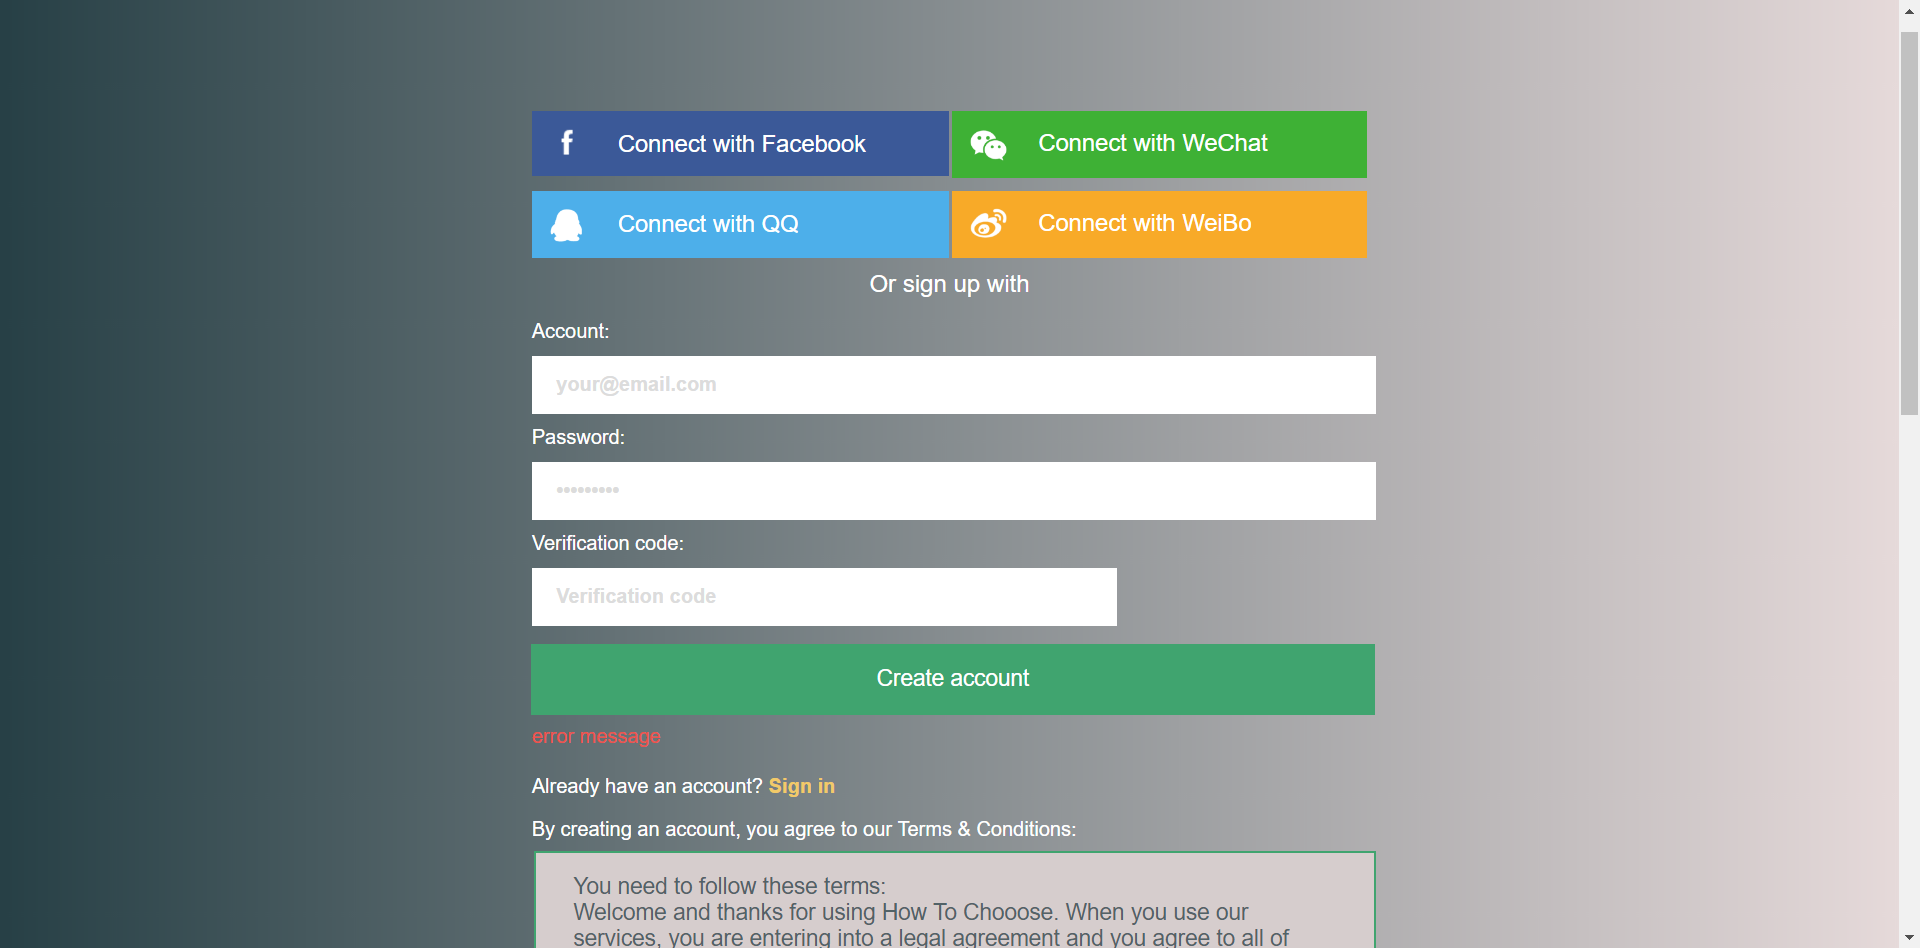 Connect with Facebook
Connect with WeChat
Connect with QQ
Connect with WeiBo
Or sign up with
Account:
your@email.com
Password:
•••••••••
Verification code:
Verification code
Create account
error message
Already have an account? Sign in
By creating an account, you agree to our Terms & Conditions:
You need to follow these terms:
Welcome and thanks for using How To Chooose. When you use our
services, you are entering into a legal agreement and you agree to all of